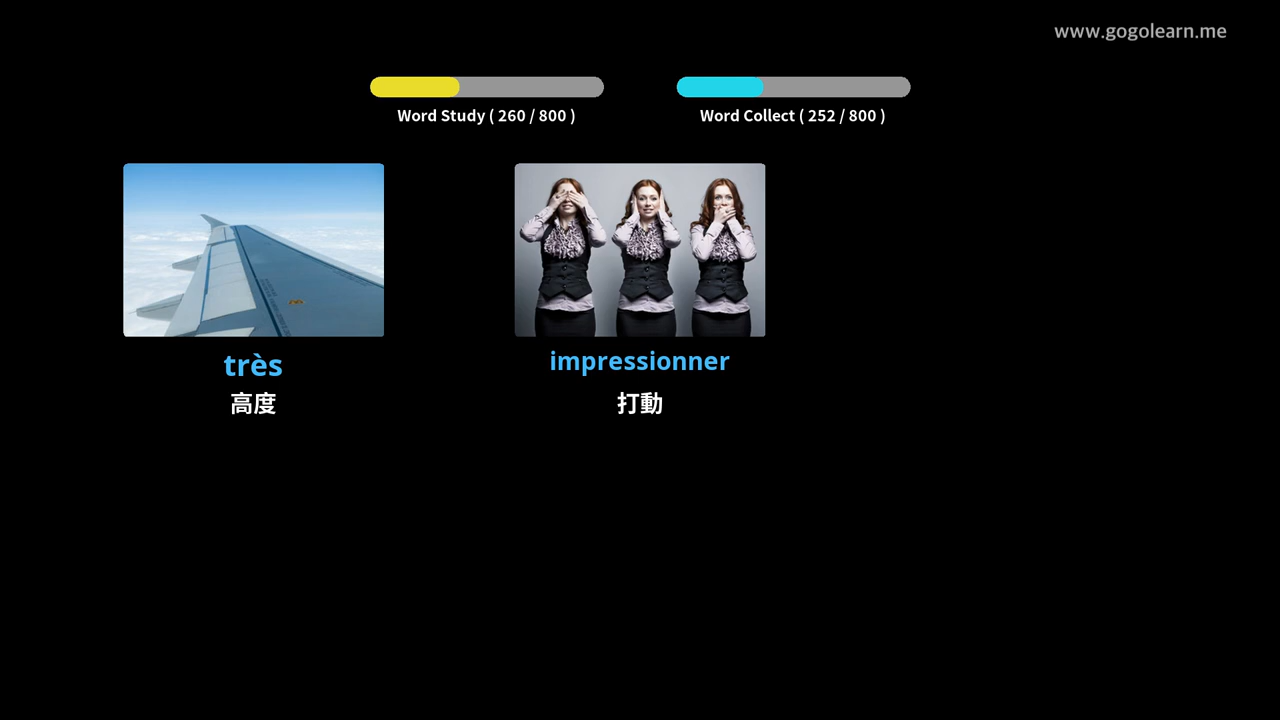 www.gogolearn.me
Word Study ( 260 / 800 )
Word Collect ( 252 / 800 )
très
高度
impressionner
打動